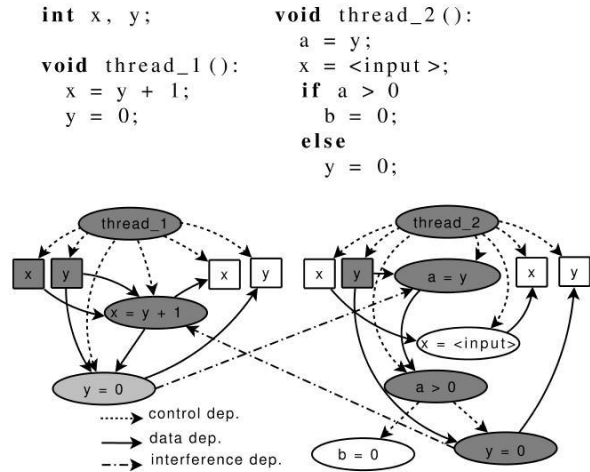 int x, y;
void thread_1():
x = y + 1;
y = 0;
void thread_2():
a = y;
x = <input>;
if a > 0
b = 0;
else
y = 0;
thread_1
x
y
x
y
x = y + 1
y = 0
thread_2
x
y
a = y
x
y
x = <input>
a > 0
b = 0
y = 0
control dep.
data dep.
interference dep.